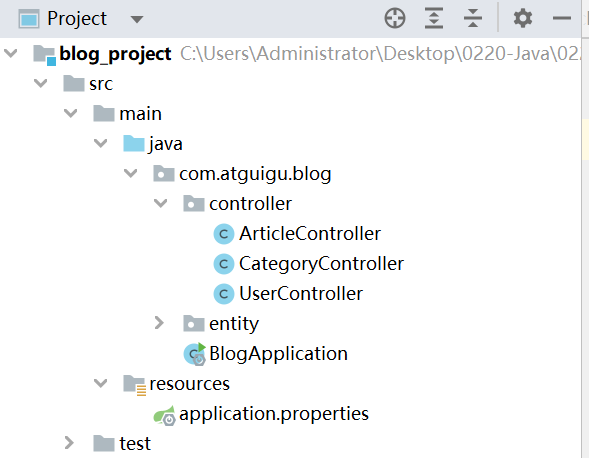 Project
blog_project C:\Users\Administrator\Desktop\0220-Java\02
src
main
java
com.atguigu.blog
controller
C ArticleController
C CategoryController
C UserController
entity
C BlogApplication
resources
application.properties
test